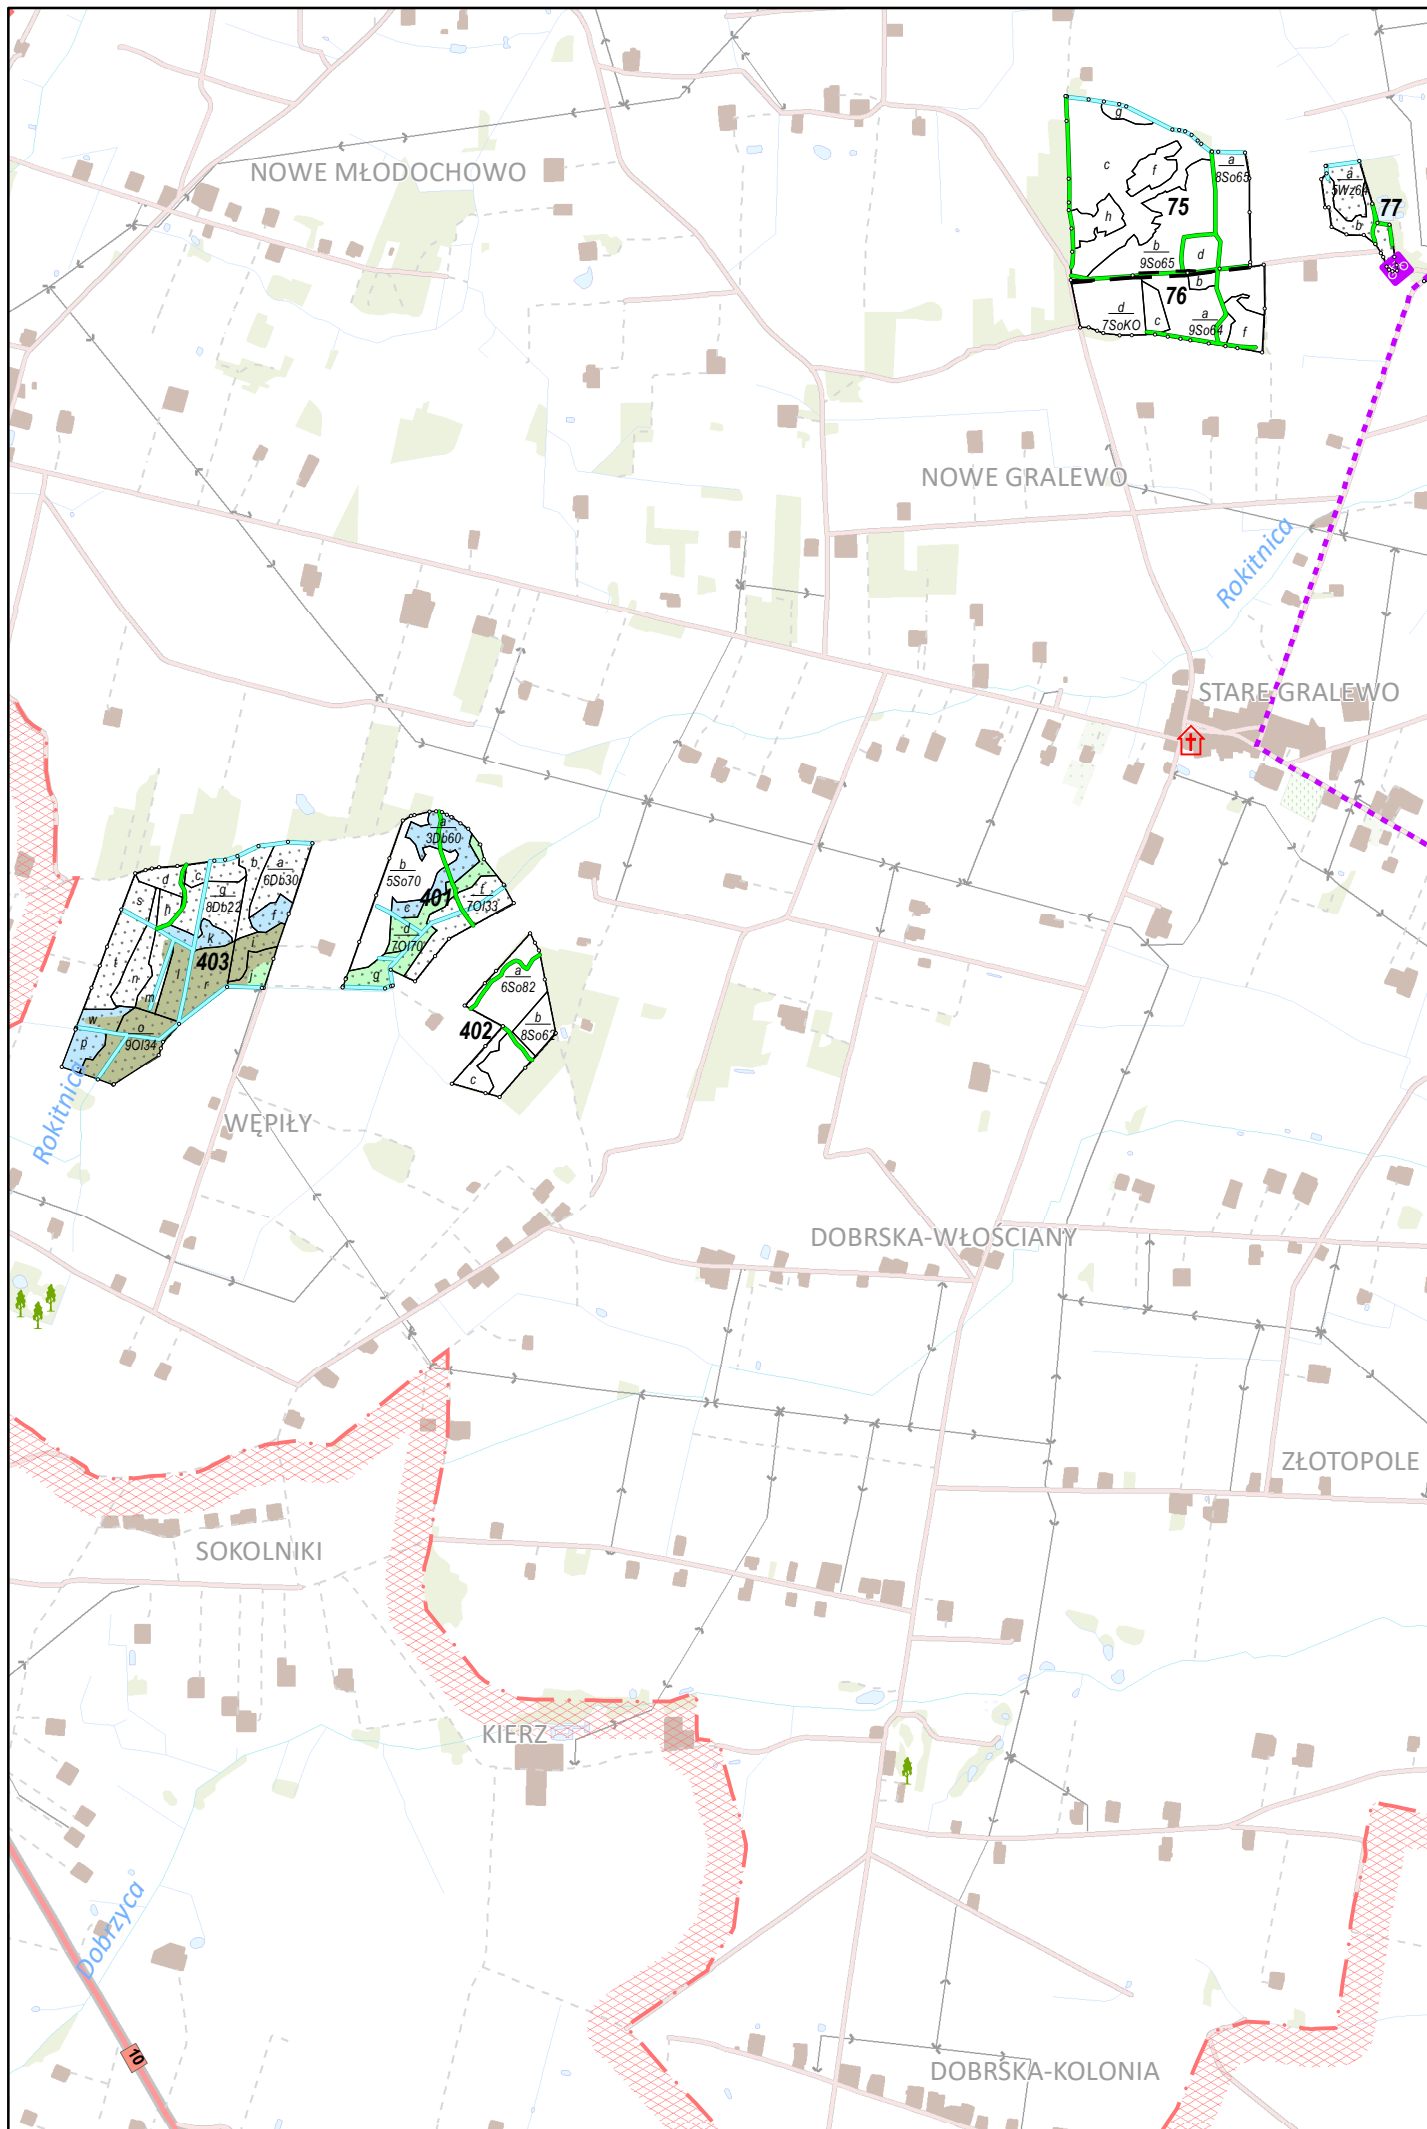 g
a
8So65
c
f
a
5Wz64
NOWE MŁODOCHOWO
h
75
77
b
b
9So65
d
b
76
d
7SoKO
c
a
9So64
f
NOWE GRALEWO
Rokitnica
STARE GRALEWO
a
3Db60
b
5So70
401
f
7Ol33
c
d
7Ol70
g
b
a
6Db30
d
c
g
8Db22
s
h
f
k
i
403
t
n
l
r
j
m
w
o
9Ol34
p
a
6So82
402
b
8So62
c
Rokitnica
WĘPIŁY
DOBRSKA-WŁOŚCIANY
ZŁOTOPOLE
SOKOLNIKI
KIERZ
Dobrzyca
10
DOBRSKA-KOLONIA